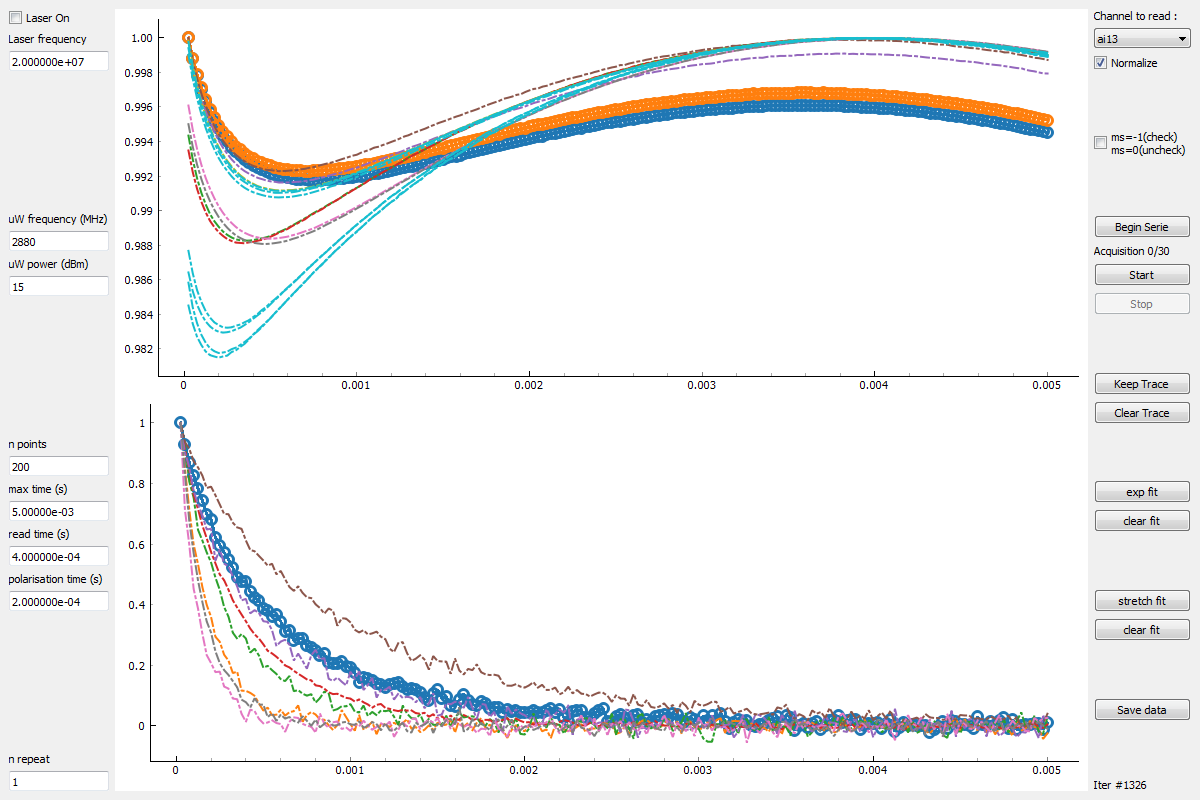 Laser On
Laser frequency
2.000000e+07
uW frequency (MHz)
2880
uW power (dBm)
15
n points
200
max time (s)
5.00000e-03
read time (s)
4.000000e-04
polarisation time (s)
2.000000e-04
n repeat
1
1.00
0.998
0.996
0.994
0.992
0.99
0.988
0.986
0.984
0.982
0 0.001 0.002 0.003 0.004 0.005
1
0.8
0.6
0.4
0.2
0
0 0.001 0.002 0.003 0.004 0.005
Channel to read :
ai13
Normalize
ms=-1(check)
ms=0(uncheck)
Begin Serie
Acquisition 0/30
Start
Stop
Keep Trace
Clear Trace
exp fit
clear fit
stretch fit
clear fit
Save data
Iter #1326